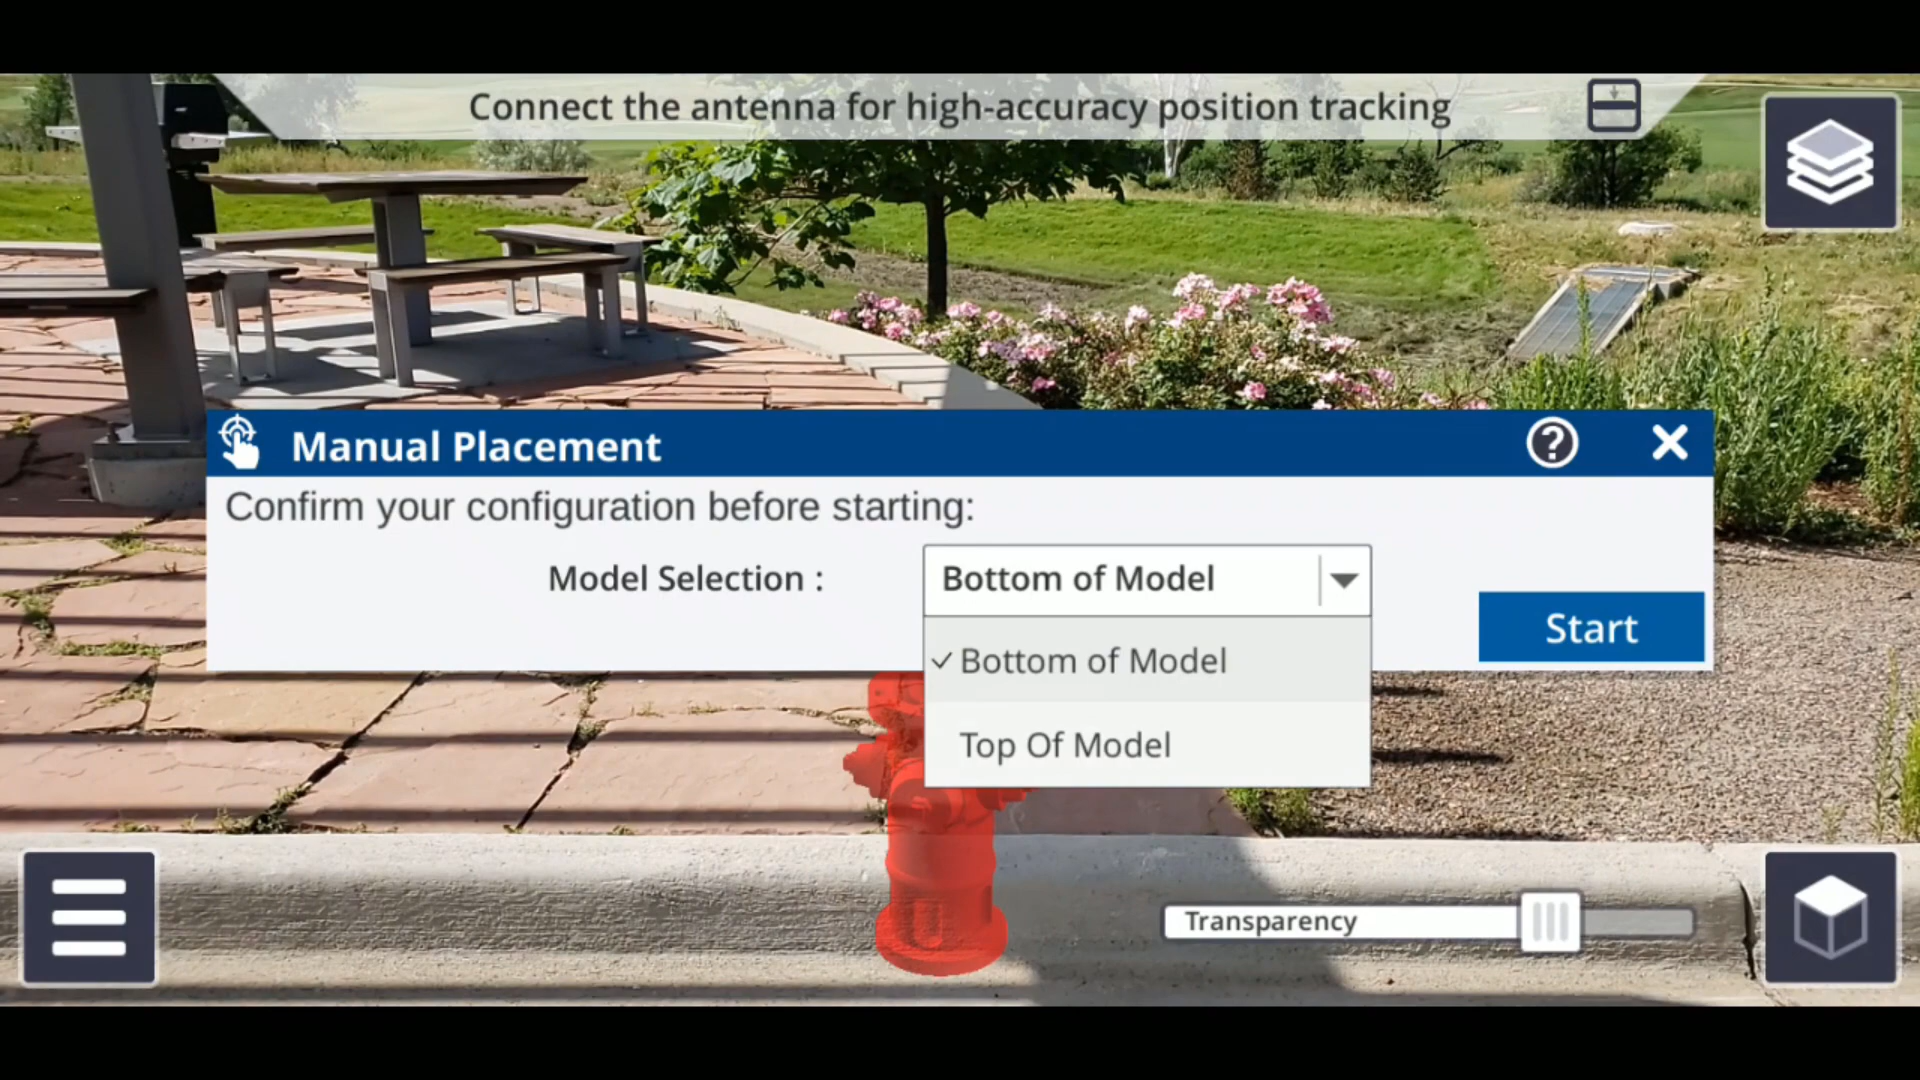 Connect the antenna for high-accuracy position tracking
Manual Placement
Confirm your configuration before starting:
Model Selection :
Bottom of Model
Start
Bottom of Model
Top Of Model
Transparency